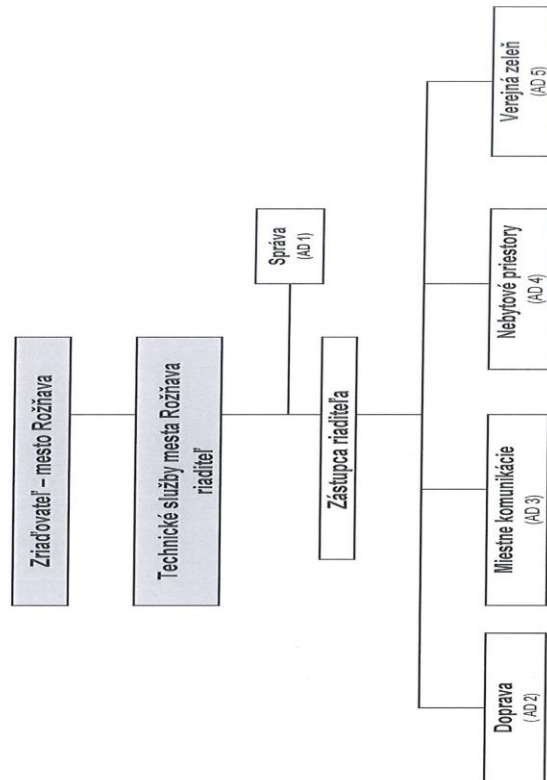 Zriaďovateľ – mesto Rožňava
Technické služby mesta Rožňava
riaditeľ
Správa
(AD 1)
Zástupca riaditeľa
Doprava
( AD 2)
Miestne komunikácie
(AD 3)
Nebytové priestory
(AD 4)
Verejná zeleň
(AD 5)